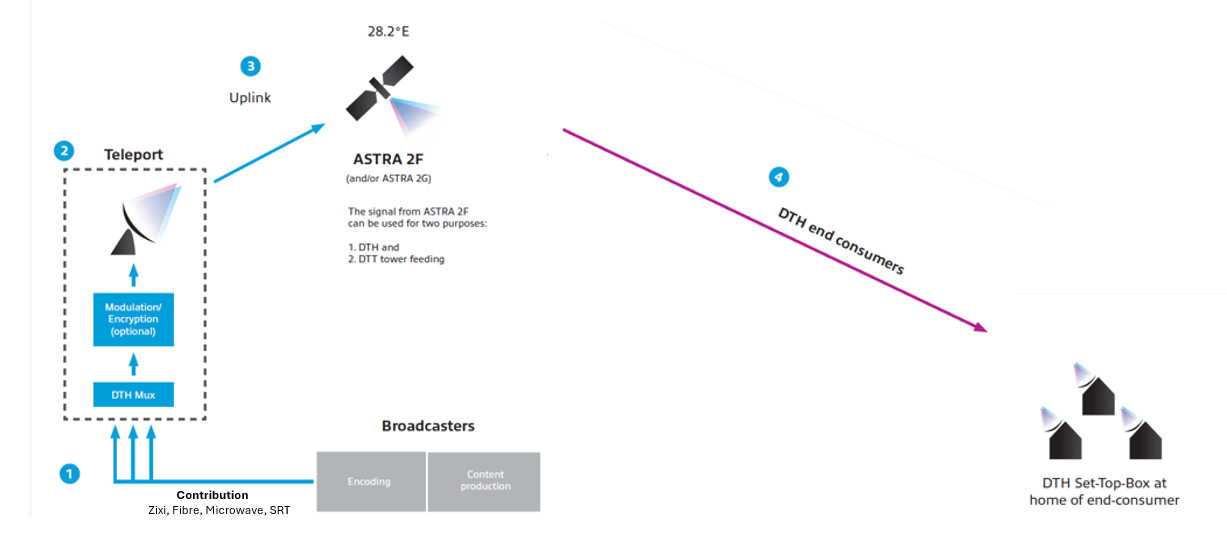 28.2°E
3
Uplink
2
Teleport
ASTRA 2F
(and/or ASTRA 2G)
The signal from ASTRA 2F
can be used for two purposes:
1. DTH and
2. DTT tower feeding
4
DTH end consumers
Modulation/
Encryption
(optional)
DTH Mux
Broadcasters
1
Encoding
Content
production
Contribution
Zixi, Fibre, Microwave, SRT
DTH Set-Top-Box at
home of end-consumer